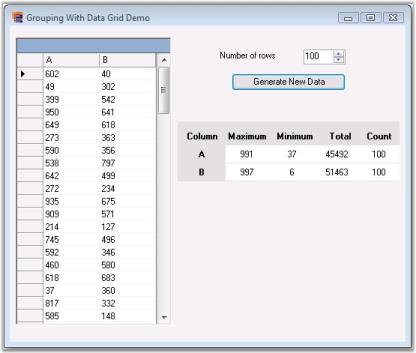 Grouping With Data Grid Demo
A B
602 40
49 302
399 542
950 641
649 618
273 363
590 356
538 797
642 499
272 234
935 675
909 571
214 127
745 496
592 346
460 580
618 683
37 360
817 332
585 148
Number of rows 100
Generate New Data
Column Maximum Minimum Total Count
A 991 37 45492 100
B 997 6 51463 100